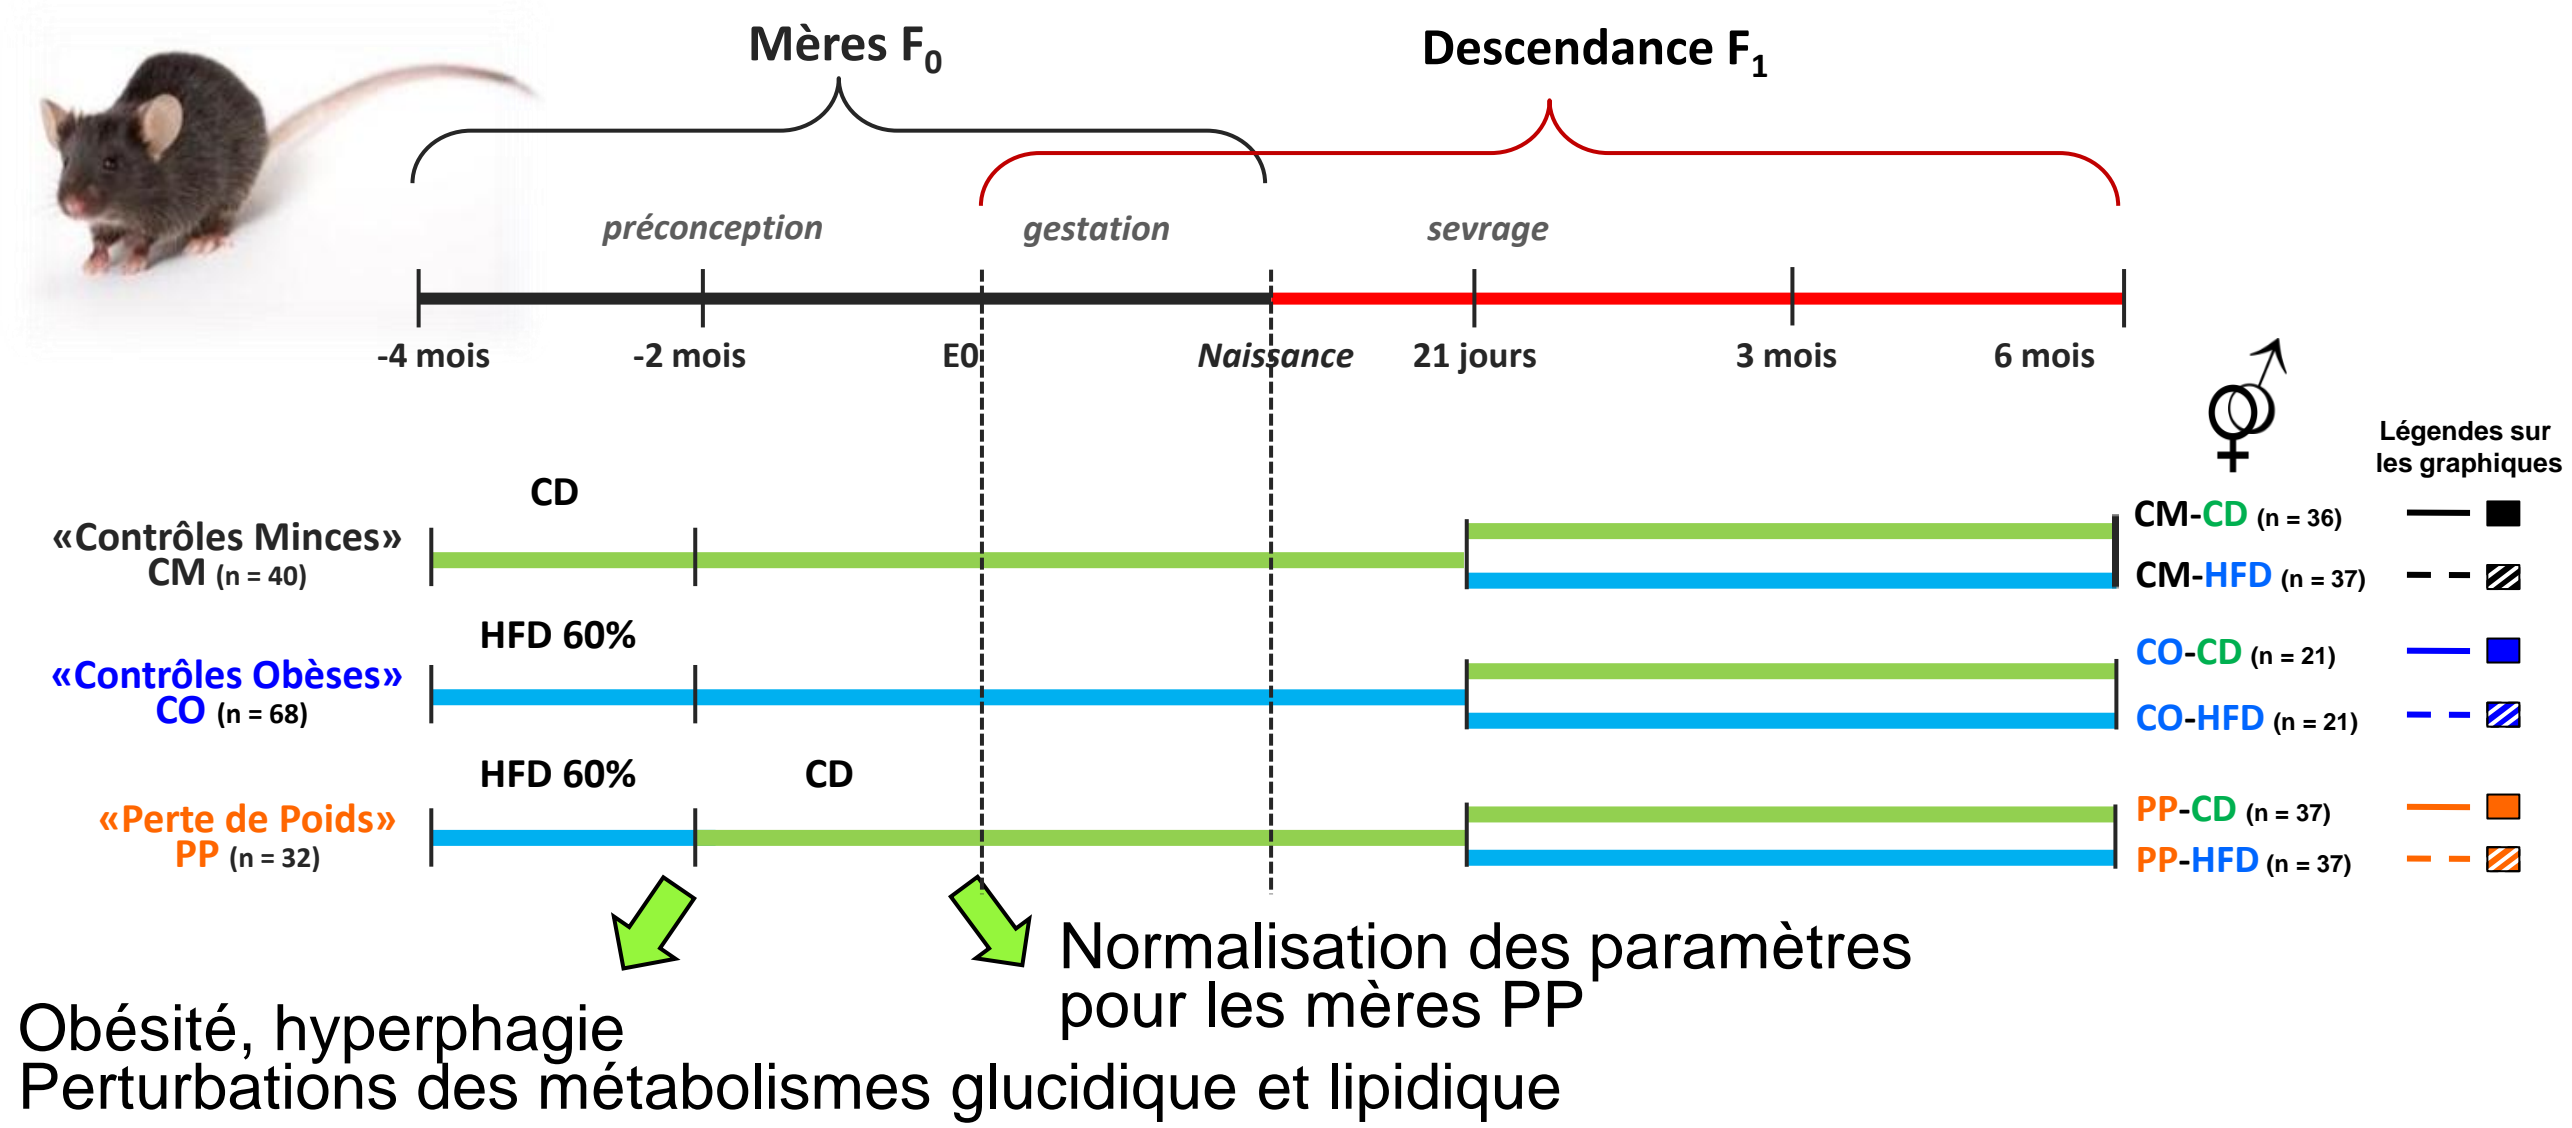 Mères F0
Descendance F1
préconception
gestation
sevrage
-4 mois
-2 mois
E0
Naissance
21 jours
3 mois
6 mois
Légendes sur
les graphiques
CD
«Contrôles Minces»
CM (n = 40)
CM-CD (n = 36)
CM-HFD (n = 37)
HFD 60%
«Contrôles Obèses»
CO (n = 68)
CO-CD (n = 21)
CO-HFD (n = 21)
HFD 60%
CD
«Perte de Poids»
PP (n = 32)
PP-CD (n = 37)
PP-HFD (n = 37)
Normalisation des paramètres
pour les mères PP
Obésité, hyperphagie
Perturbations des métabolismes glucidique et lipidique